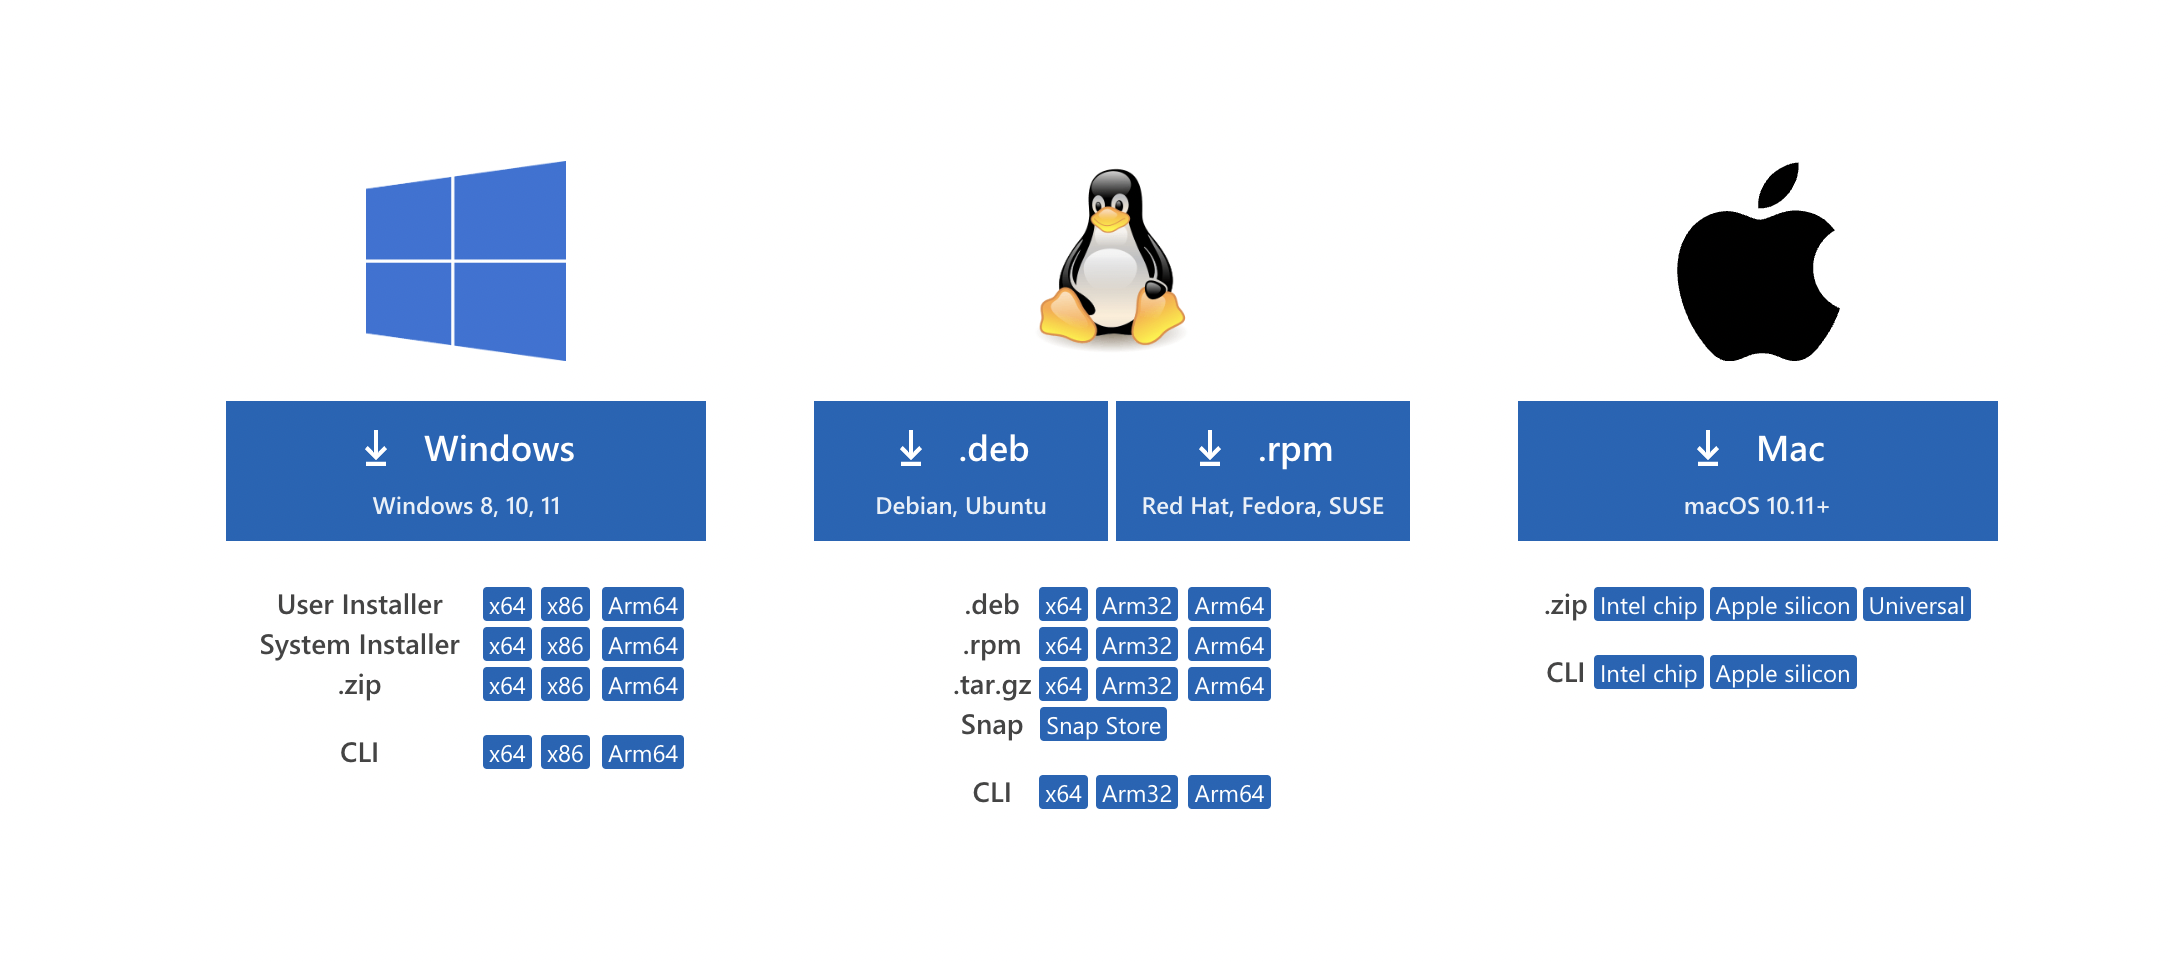 Windows
Windows 8, 10, 11
User Installer x64 x86 Arm64
System Installer x64 x86 Arm64
.zip x64 x86 Arm64
CLI x64 x86 Arm64
.deb
Debian, Ubuntu
.rpm
Red Hat, Fedora, SUSE
.deb x64 Arm32 Arm64
.rpm x64 Arm32 Arm64
.tar.gz x64 Arm32 Arm64
Snap Snap Store
CLI x64 Arm32 Arm64
Mac
macOS 10.11+
.zip Intel chip Apple silicon Universal
CLI Intel chip Apple silicon